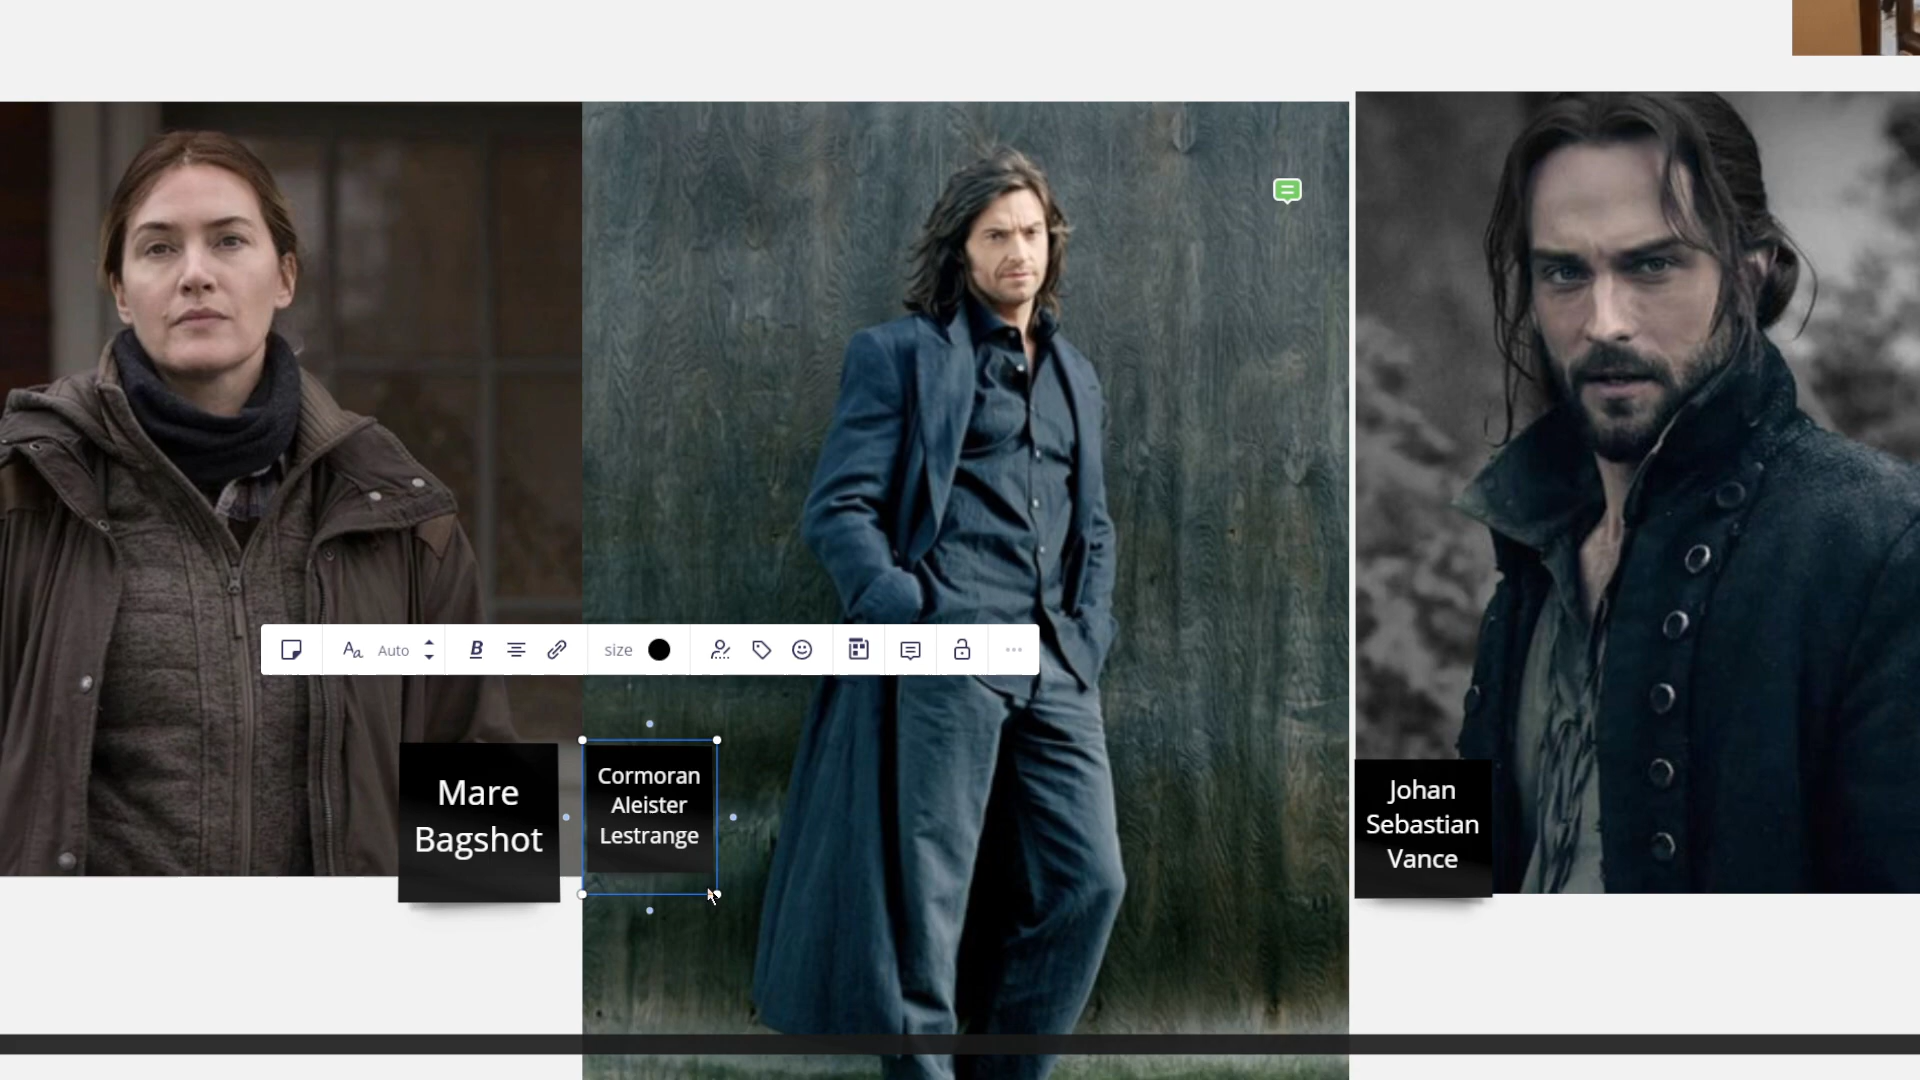 Auto
B
size
Mare
Bagshot
Cormoran
Aleister
Lestrange
Johan
Sebastian
Vance